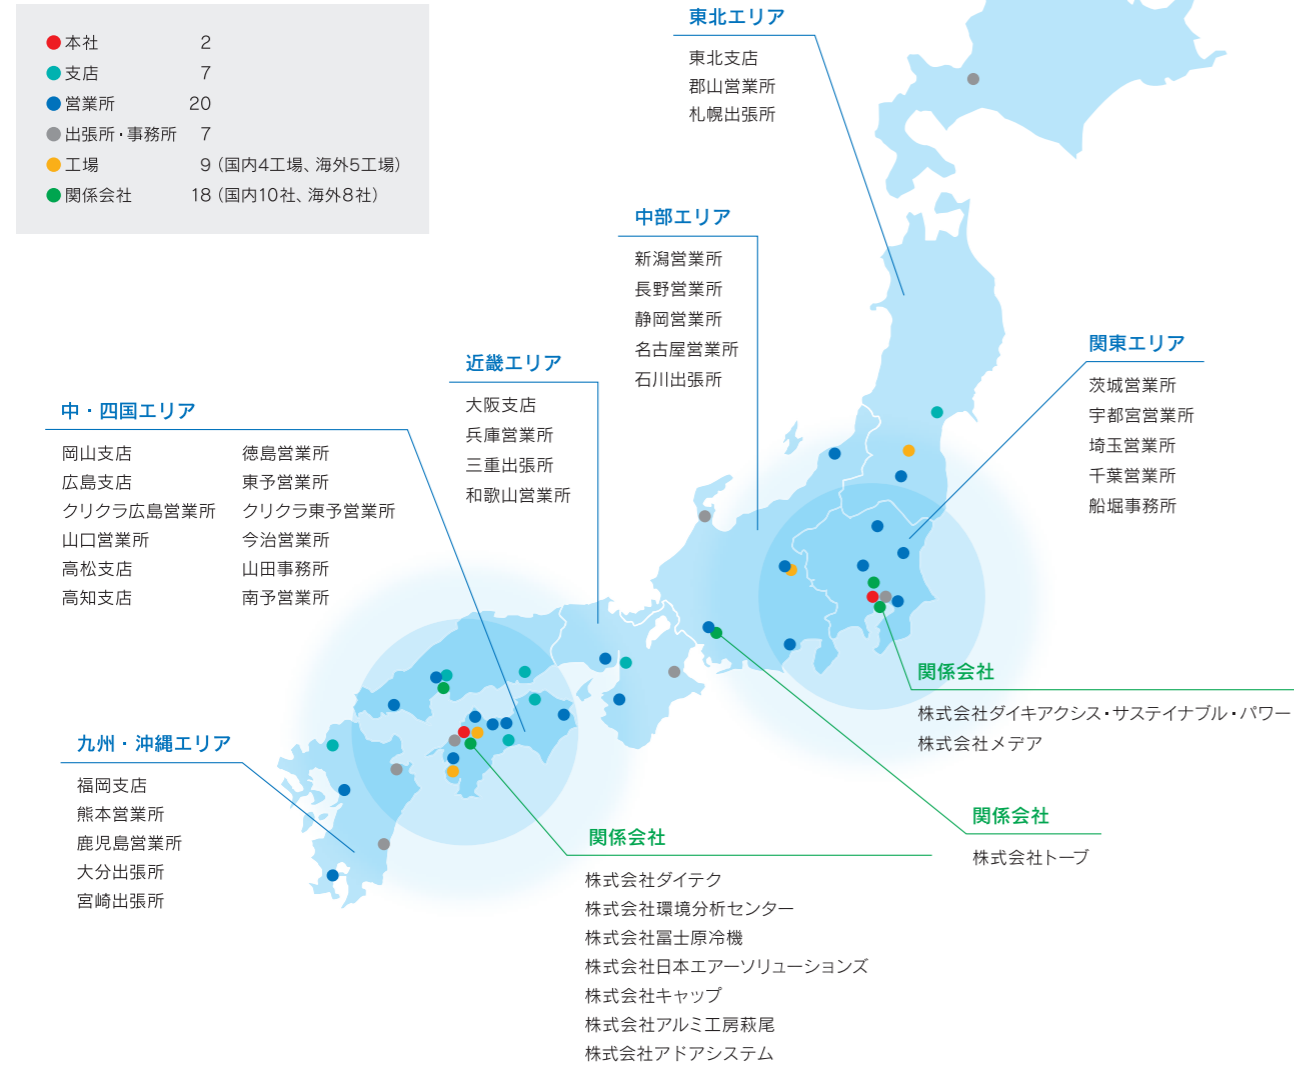 本社 2
支店 7
営業所 20
出張所・事務所 7
工場 9（国内4工場、海外5工場）
関係会社 18（国内10社、海外8社）
東北エリア
東北支店
郡山営業所
札幌出張所
中部エリア
新潟営業所
長野営業所
静岡営業所
名古屋営業所
石川出張所
関東エリア
茨城営業所
宇都宮営業所
埼玉営業所
千葉営業所
船堀事務所
近畿エリア
大阪支店
兵庫営業所
三重出張所
和歌山営業所
中・四国エリア
岡山支店 徳島営業所
広島支店 東予営業所
クリクラ広島営業所 クリクラ東予営業所
山口営業所 今治営業所
高松支店 山田事務所
高知支店 南予営業所
九州・沖縄エリア
福岡支店
熊本営業所
鹿児島営業所
大分出張所
宮崎出張所
関係会社
株式会社ダイキアクシス・サステイナブル・パワー
株式会社メデア
関係会社
株式会社トーブ
関係会社
株式会社ダイテク
株式会社環境分析センター
株式会社冨士原冷機
株式会社日本エアーソリューションズ
株式会社キャップ
株式会社アルミ工房萩尾
株式会社アドアシステム